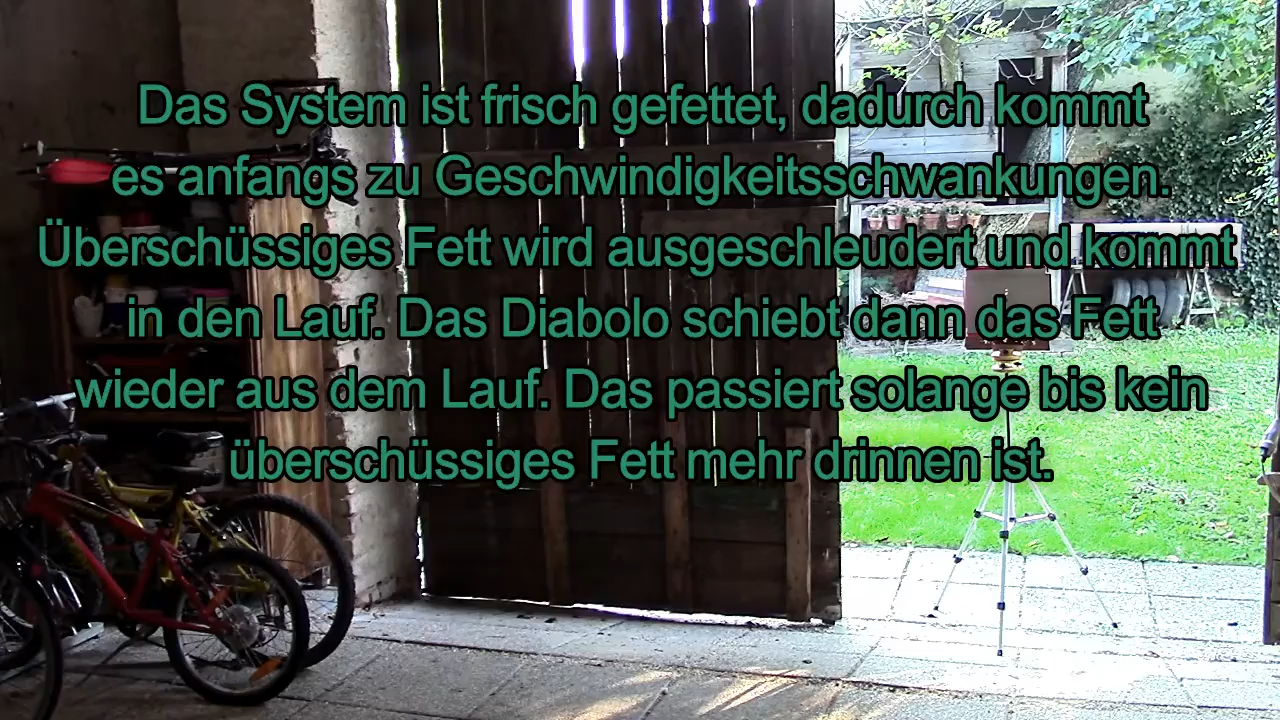 Das System ist frisch gefettet, dadurch kommt
es anfangs zu Geschwindigkeitsschwankungen.
Überschüssiges Fett wird ausgeschleudert und kommt
in den Lauf. Das Diabolo schiebt dann das Fett
wieder aus dem Lauf. Das passiert solange bis kein
überschüssiges Fett mehr drinnen ist.